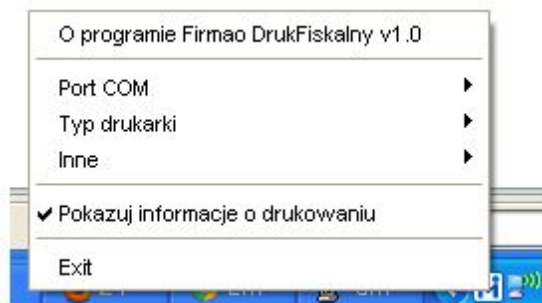 O programie Firmao DrukFiskalny v1.0
Port COM
Typ drukarki
Inne
Pokazuj informacje o drukowaniu
Exit